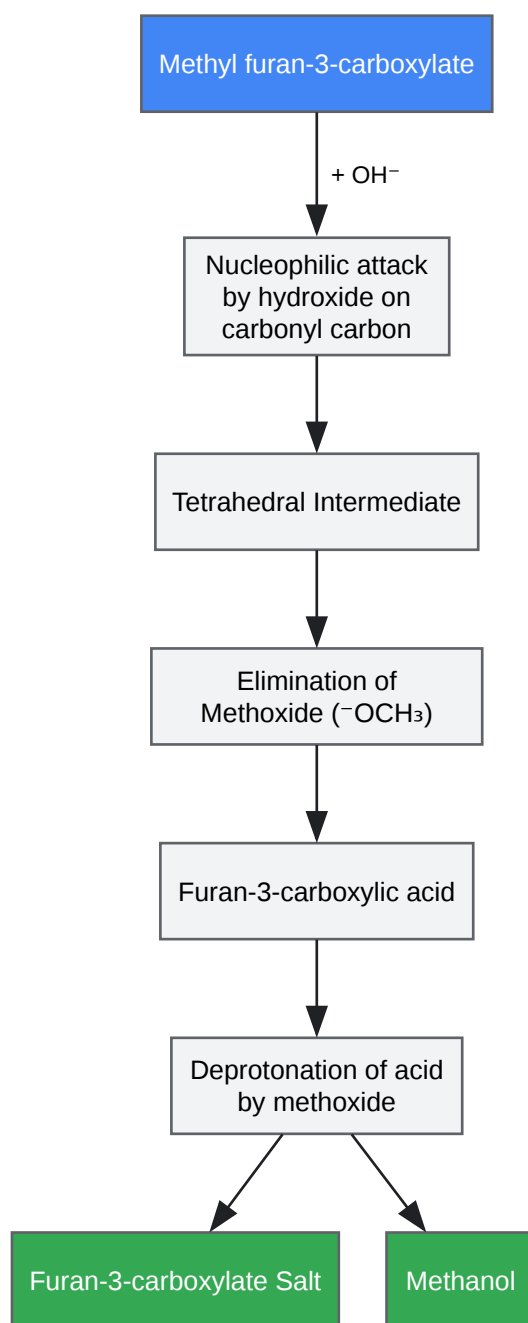 Methyl furan-3-carboxylate
+ OH⁻
Nucleophilic attack
by hydroxide on
carbonyl carbon
Tetrahedral Intermediate
Elimination of
Methoxide (⁻OCH₃)
Furan-3-carboxylic acid
Deprotonation of acid
by methoxide
Furan-3-carboxylate Salt
Methanol